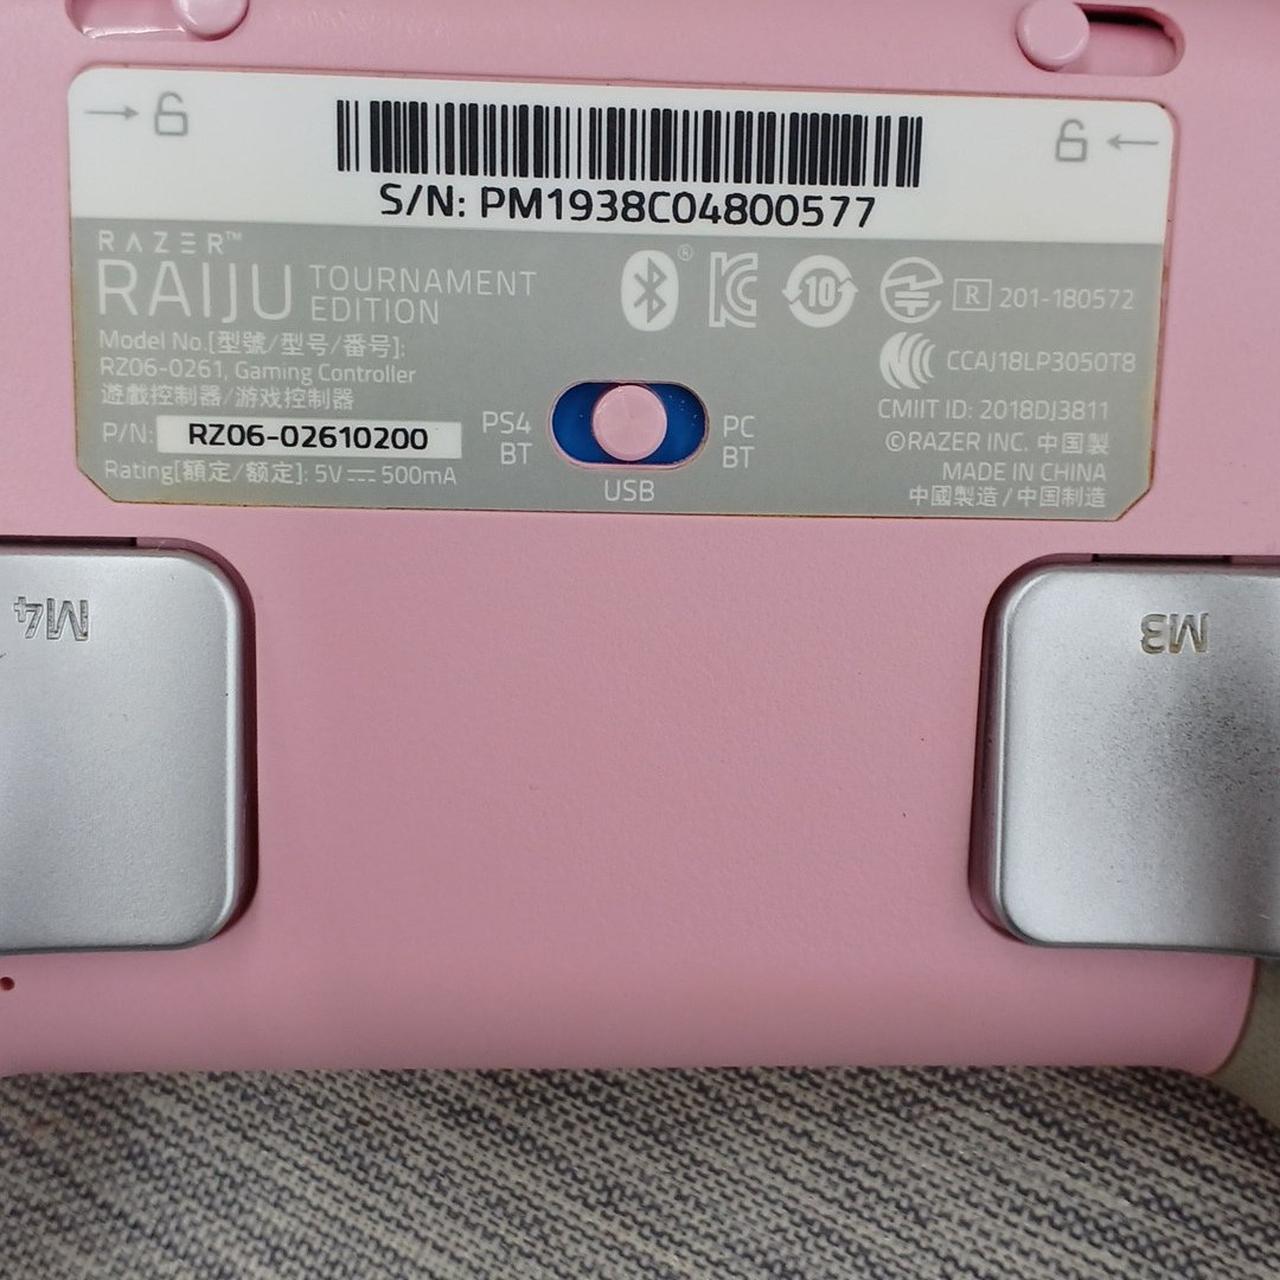 S/N: PM1938C04800577
RAZER™
RAIJU TOURNAMENT EDITION
Model No.[型號/型号/番号]:
RZ06-0261, Gaming Controller
遊戲控制器/游戏控制器
P/N: RZ06-02610200
Rating[額定/额定]: 5V⎓500mA
PS4
BT
USB
PC
BT
®
10
R 201-180572
CCAJ18LP3050T8
CMIIT ID: 2018DJ3811
©RAZER INC. 中国製
MADE IN CHINA
中國製造/中国制造
M4
M3